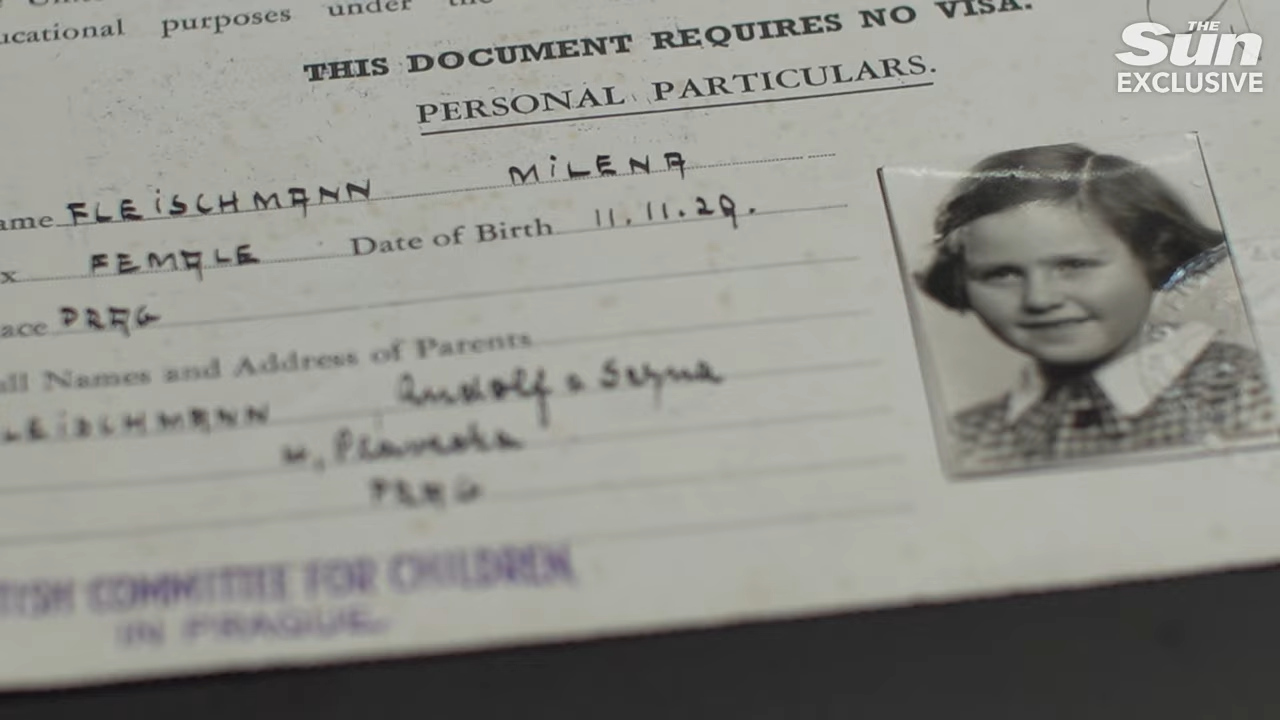 ucational purposes under the
THIS DOCUMENT REQUIRES NO VISA.
PERSONAL PARTICULARS.
ame FLEiSCHMANN MiLENA
x FEMALE Date of Birth 11.11.29.
ace PRAG
ll Names and Address of Parents
LEiSCHMANN Rudolf a
PRAG
TISH COMMITTEE FOR CHILDREN
IN PRAGUE.
THE
Sun
EXCLUSIVE